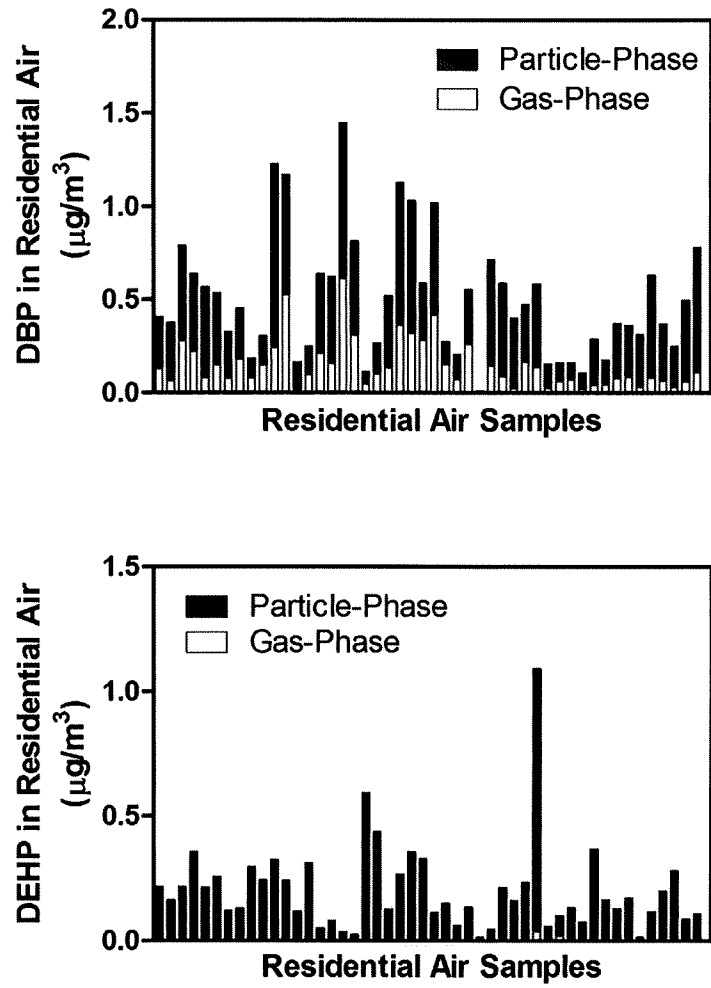 DBP in Residential Air
(µg/m³)
2.0
1.5
1.0
0.5
0.0
Particle-Phase
Gas-Phase
Residential Air Samples
DEHP in Residential Air
(µg/m³)
1.5
1.0
0.5
0.0
Particle-Phase
Gas-Phase
Residential Air Samples